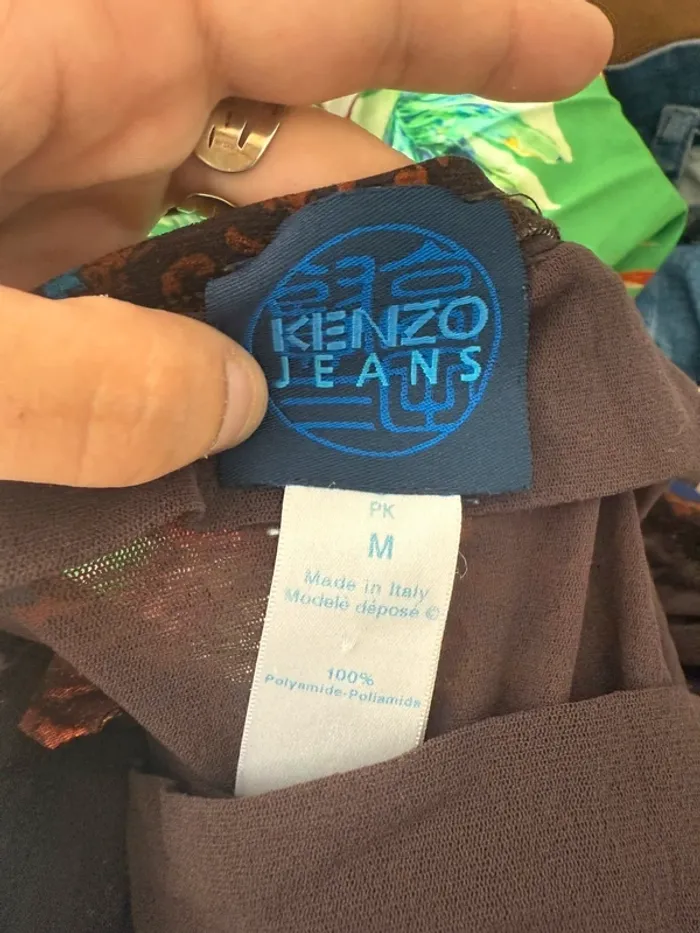 KENZO
JEANS
PK
M
Made in Italy
Modelè déposé ©
100%
Polyamide-Poliamida